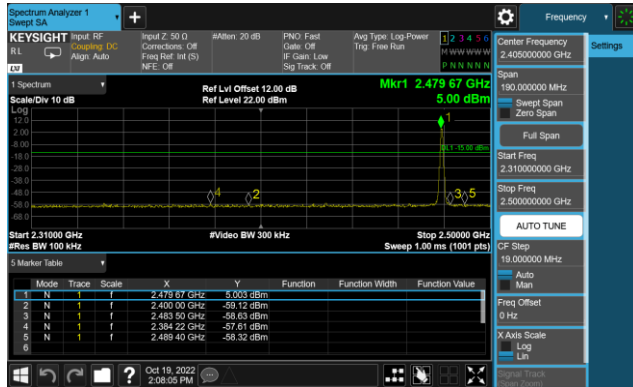 Spectrum Analyzer 1
Swept SA
Frequency
KEYSIGHT Input: RF
RL
Coupling: DC
Align: Auto
Input Z: 50 Ω
Corrections: Off
Freq Ref: Int (S)
NFE: Off
#Atten: 20 dB
PNO: Fast
Gate: Off
IF Gain: Low
Sig Track: Off
Avg Type: Log-Power
Trig: Free Run
1 2 3 4 5 6
M W W W W W
P N N N N N
LXI
1 Spectrum
Scale/Div 10 dB
Ref Lvl Offset 12.00 dB
Ref Level 22.00 dBm
Mkr1 2.479 67 GHz
5.00 dBm
Log
12.0
2.00
-8.00
-18.0
-28.0
-38.0
-48.0
-58.0
-68.0
1
DL1 -15.00 dBm
4
2
3
5
Start 2.31000 GHz
#Res BW 100 kHz
#Video BW 300 kHz
Stop 2.50000 GHz
Sweep 1.00 ms (1001 pts)
5 Marker Table
Mode Trace Scale X Y Function Function Width Function Value
1 N 1 f 2.479 67 GHz 5.003 dBm
2 N 1 f 2.400 00 GHz -59.12 dBm
3 N 1 f 2.483 50 GHz -58.63 dBm
4 N 1 f 2.384 22 GHz -57.61 dBm
5 N 1 f 2.489 40 GHz -58.32 dBm
6
Oct 19, 2022
2:08:05 PM
Center Frequency
2.405000000 GHz
Settings
Span
190.000000 MHz
Swept Span
Zero Span
Full Span
Start Freq
2.310000000 GHz
Stop Freq
2.500000000 GHz
AUTO TUNE
CF Step
19.000000 MHz
Auto
Man
Freq Offset
0 Hz
X Axis Scale
Log
Lin
Signal Track
(Span Zoom)